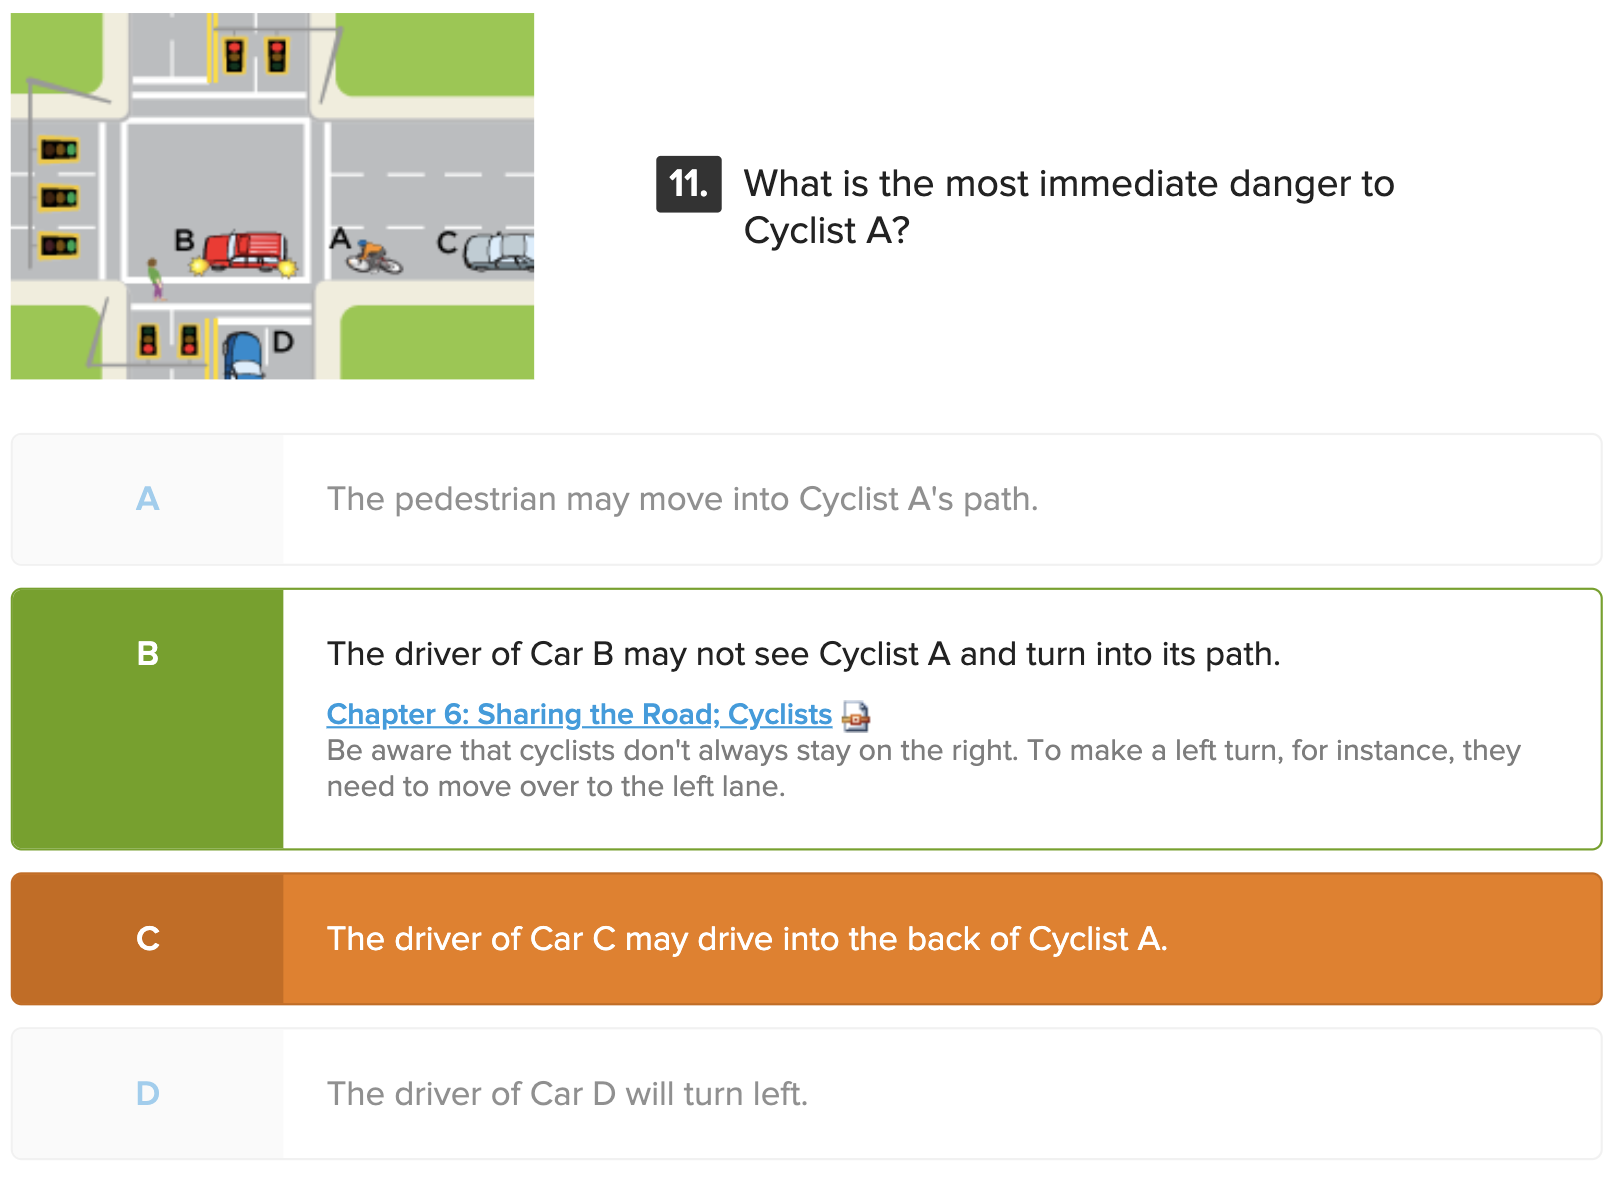 B
A
C
D
11. What is the most immediate danger to
Cyclist A?
A The pedestrian may move into Cyclist A's path.
B The driver of Car B may not see Cyclist A and turn into its path.
Chapter 6: Sharing the Road; Cyclists
Be aware that cyclists don't always stay on the right. To make a left turn, for instance, they
need to move over to the left lane.
C The driver of Car C may drive into the back of Cyclist A.
D The driver of Car D will turn left.